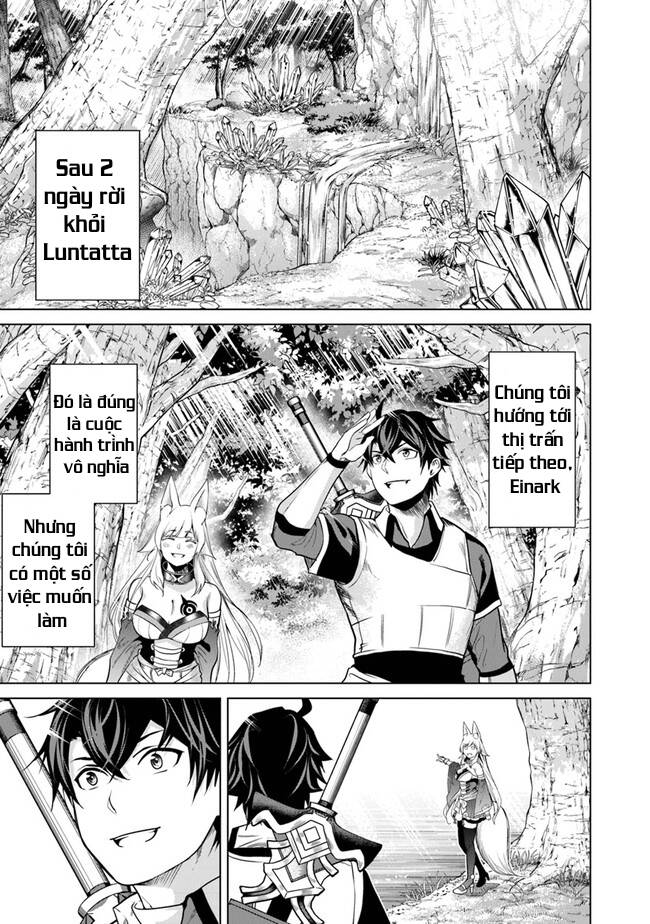 Sau 2
ngày rời
khỏi
Luntatta
Chúng tôi
hướng tới
thị trấn
tiếp theo,
Einark
Đó là đúng
là cuộc
hành trình
vô nghĩa
Nhưng
chúng tôi
có một số
việc muốn
làm